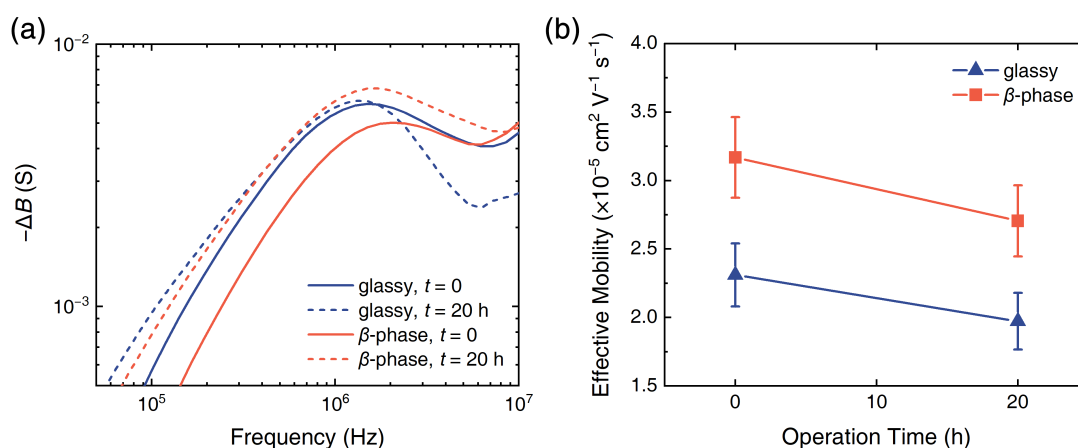 (a)
10⁻²
10⁻³
−ΔB (S)
glassy, t = 0
glassy, t = 20 h
β-phase, t = 0
β-phase, t = 20 h
10⁵
10⁶
10⁷
Frequency (Hz)
(b)
4.0
3.5
3.0
2.5
2.0
1.5
Effective Mobility (×10⁻⁵ cm² V⁻¹ s⁻¹)
glassy
β-phase
0
10
20
Operation Time (h)